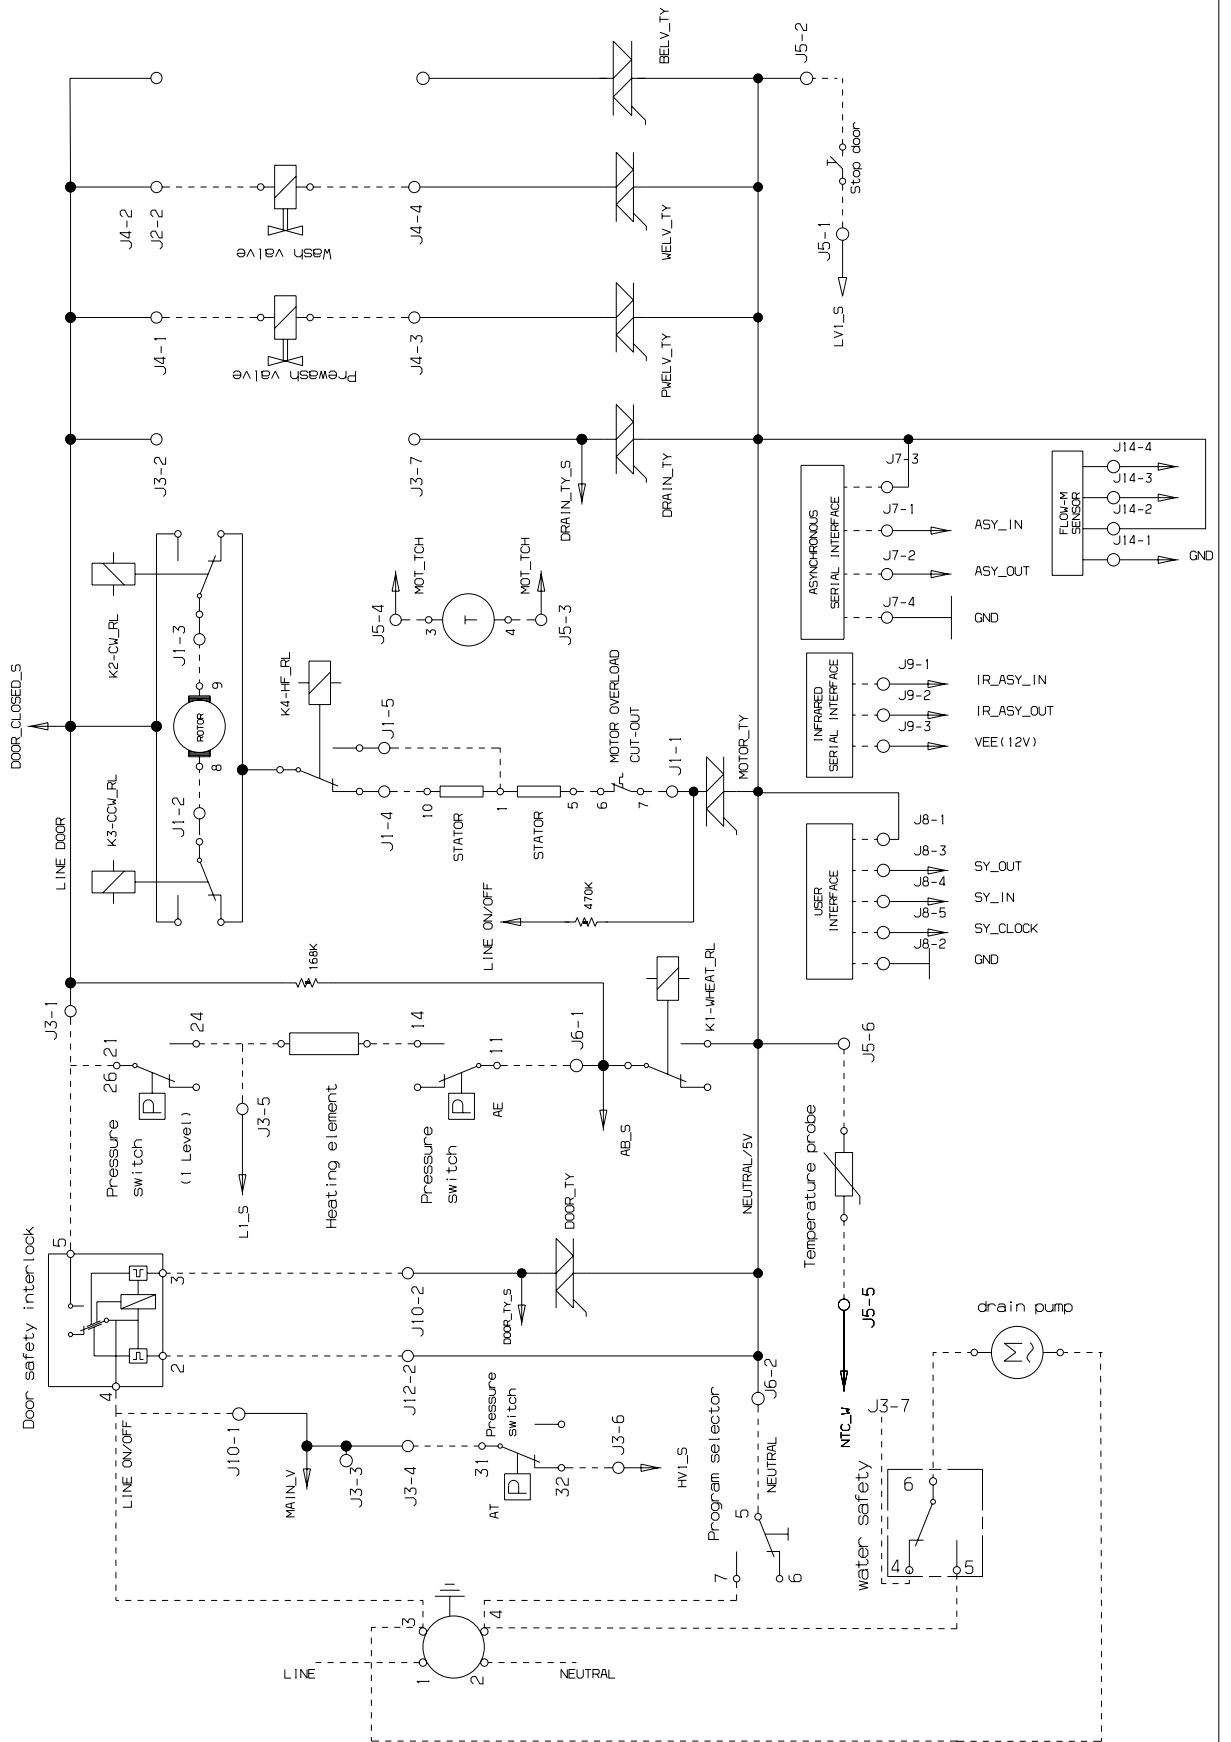 BELV_TY
J5-2
Stop door
J5-1
LV1_S
J4-2
J2-2
Wash valve
J4-4
WELV_TY
J4-1
Prewash valve
J4-3
PWELV_TY
J3-2
J3-7
DRAIN_TY_S
DRAIN_TY
DOOR_CLOSED_S
LINE DOOR
K2-CW_RL
K3-CCW_RL
J1-3
9
ROTOR
8
J1-2
K4-HF_RL
J1-5
J1-4
10
STATOR
1
STATOR
5
6
MOTOR OVERLOAD
CUT-OUT
7
J1-1
MOTOR_TY
LINE ON/OFF
470K
J5-4
MOT_TCH
3
T
4
MOT_TCH
J5-3
ASYNCHRONOUS
SERIAL INTERFACE
J7-3
J7-1
ASY_IN
J7-2
ASY_OUT
J7-4
GND
FLOW-M
SENSOR
J14-4
J14-3
J14-2
J14-1
GND
INFRARED
SERIAL INTERFACE
J9-1
IR_ASY_IN
J9-2
IR_ASY_OUT
J9-3
VEE(12V)
USER
INTERFACE
J8-1
J8-3
SY_OUT
J8-4
SY_IN
J8-5
SY_CLOCK
J8-2
GND
J3-1
168K
26
21
24
P
Pressure
switch
(1 Level)
J3-5
L1_S
Heating element
14
11
P
AE
Pressure
switch
J6-1
AB_S
K1-WHEAT_RL
NEUTRAL/5V
J5-6
Temperature probe
J5-5
NTC_W
Door safety interlock
5
3
2
4
J10-2
DOOR_TY_S
DOOR_TY
J12-2
J6-2
LINE ON/OFF
J10-1
MAIN_V
J3-3
J3-4
31
Pressure
switch
P
AT
32
J3-6
HV1_S
Program selector
NEUTRAL
5
7
6
drain pump
M
J3-7
water safety
6
4
5
3
4
1
2
LINE
NEUTRAL